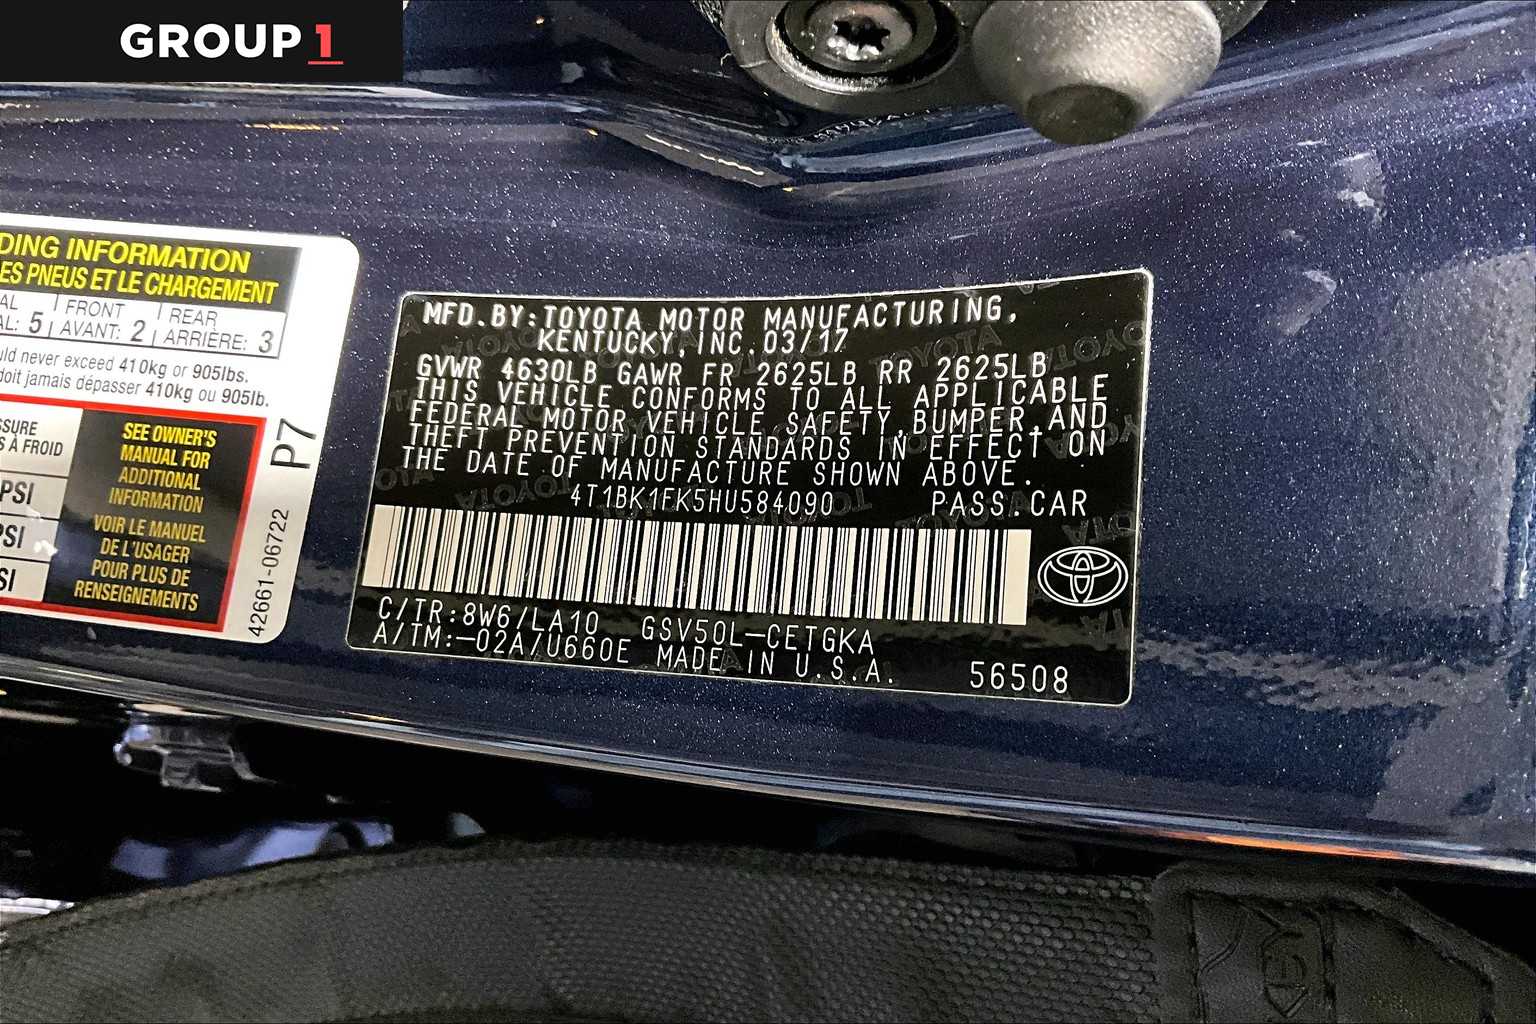 GROUP 1
DING INFORMATION
ES PNEUS ET LE CHARGEMENT
AL | FRONT | REAR
AL: 5 | AVANT: 2 | ARRIÈRE: 3
uld never exceed 410kg or 905lbs.
doit jamais dépasser 410kg ou 905lb.
SSURE
S À FROID
PSI
PSI
SI
SEE OWNER'S
MANUAL FOR
ADDITIONAL
INFORMATION
VOIR LE MANUEL
DE L'USAGER
POUR PLUS DE
RENSEIGNEMENTS
P7
42661-06722
MFD.BY:TOYOTA MOTOR MANUFACTURING,
KENTUCKY,INC.03/17
GVWR 4630LB GAWR FR 2625LB RR 2625LB
THIS VEHICLE CONFORMS TO ALL APPLICABLE
FEDERAL MOTOR VEHICLE SAFETY,BUMPER,AND
THEFT PREVENTION STANDARDS IN EFFECT ON
THE DATE OF MANUFACTURE SHOWN ABOVE.
4T1BK1FK5HU584090 PASS.CAR
C/TR:8W6/LA10 GSV50L-CETGKA
A/TM:-02A/U660E MADE IN U.S.A.
56508